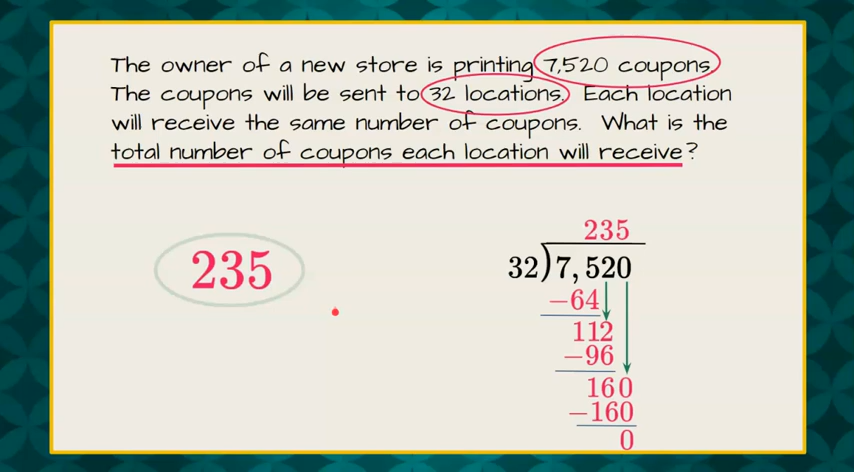 The owner of a new store is printing 7,520 coupons.
The coupons will be sent to 32 locations. Each location
will receive the same number of coupons. What is the
total number of coupons each location will receive?
235
235
32)7,520
-64
112
-96
160
-160
0